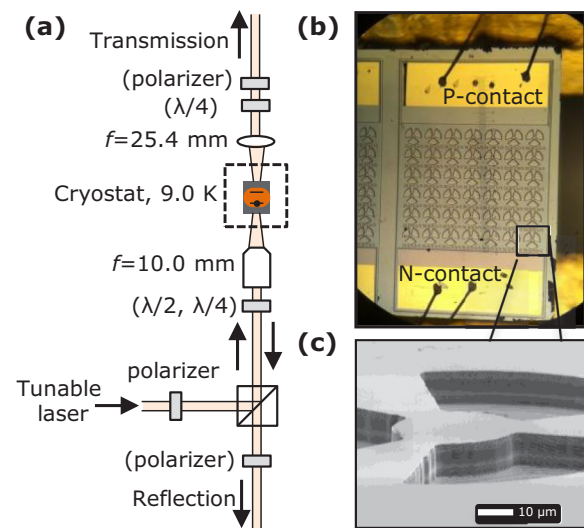 (a)
Transmission
(polarizer)
(λ/4)
f=25.4 mm
Cryostat, 9.0 K
f=10.0 mm
(λ/2, λ/4)
polarizer
Tunable
laser
(polarizer)
Reflection
(b)
P-contact
N-contact
(c)
10 μm